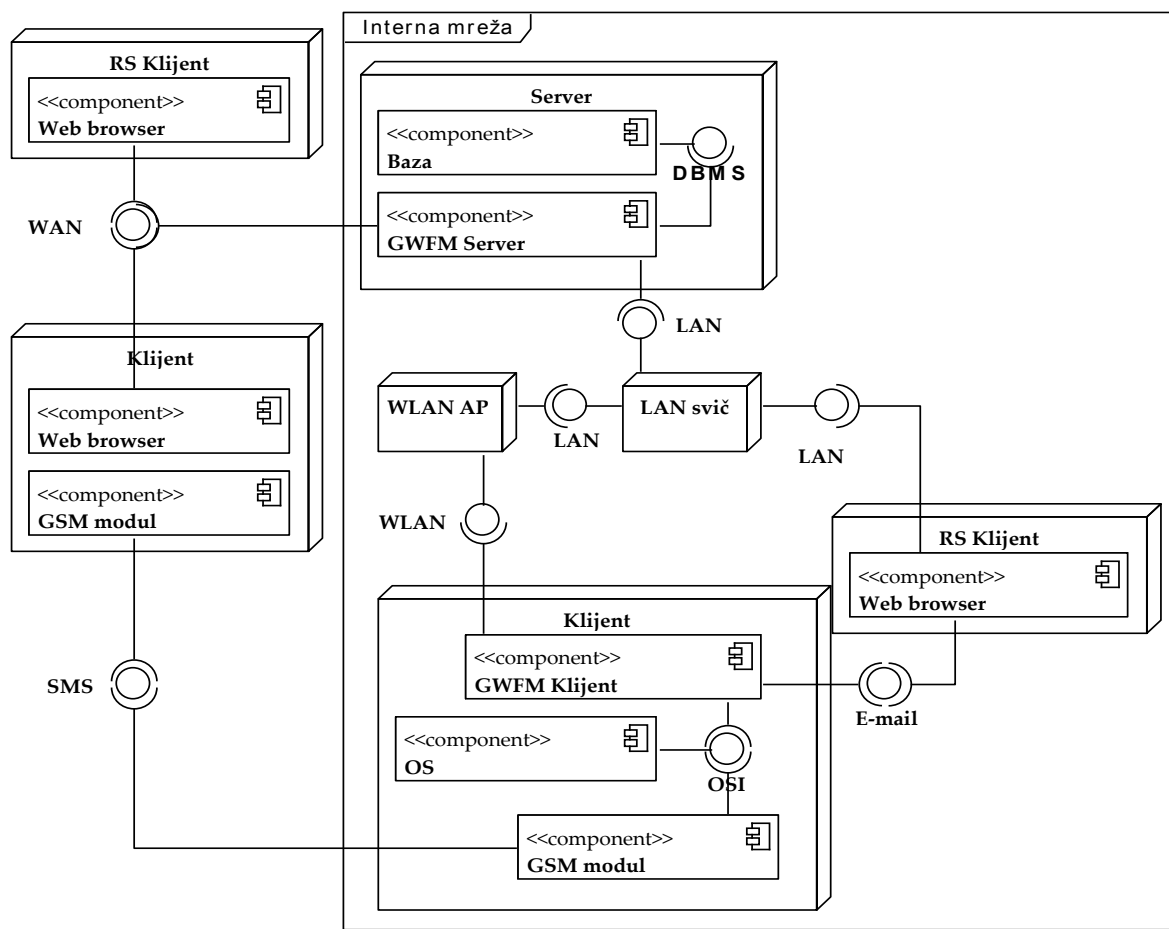 Interna mreža
RS Klijent
<<component>>
Web browser
Server
<<component>>
Baza
DBMS
<<component>>
GWFM Server
WAN
LAN
Klijent
<<component>>
Web browser
<<component>>
GSM modul
WLAN AP
LAN
LAN svič
LAN
WLAN
RS Klijent
<<component>>
Web browser
Klijent
<<component>>
GWFM Klijent
SMS
E-mail
<<component>>
OS
OSI
<<component>>
GSM modul